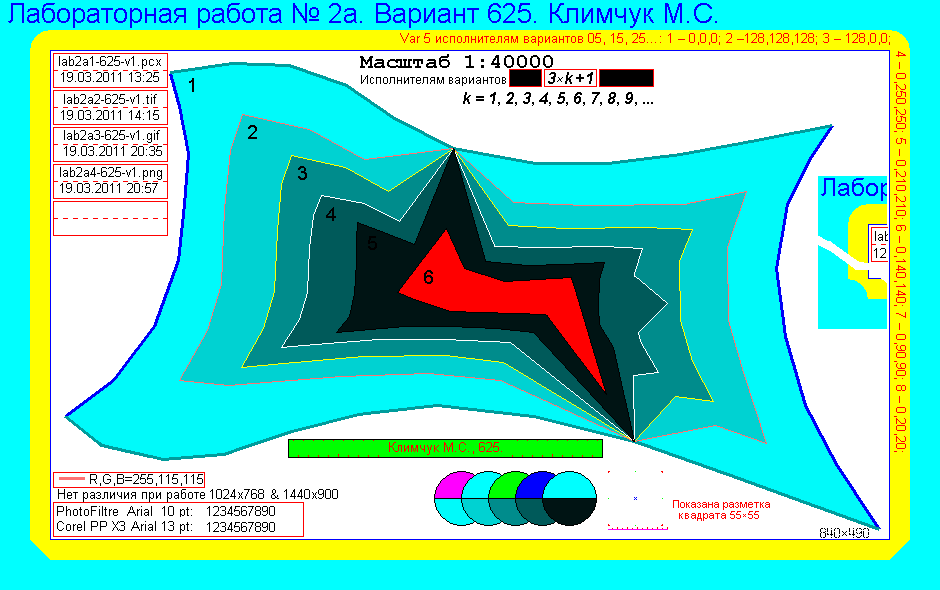 Лабораторная работа № 2а. Вариант 625. Климчук М.С.
Var 5 исполнителям вариантов 05, 15, 25...: 1 – 0,0,0; 2 –128,128,128; 3 – 128,0,0;
4 – 0,250,250; 5 – 0,210,210; 6 – 0,140,140; 7 – 0,90,90; 8 – 0,20,20;
Масштаб 1:40000
Исполнителям вариантов 3×k+1
k = 1, 2, 3, 4, 5, 6, 7, 8, 9, ...
lab2a1-625-v1.pcx
19.03.2011 13:25
lab2a2-625-v1.tif
19.03.2011 14:15
lab2a3-625-v1.gif
19.03.2011 20:35
lab2a4-625-v1.png
19.03.2011 20:57
1
2
3
4
5
6
Лабор
lab
12
Климчук М.С., 625.
R,G,B=255,115,115
Нет различия при работе 1024x768 & 1440x900
PhotoFiltre Arial 10 pt: 1234567890
Corel PP X3 Arial 13 pt: 1234567890
Показана разметка
квадрата 55×55
640×490